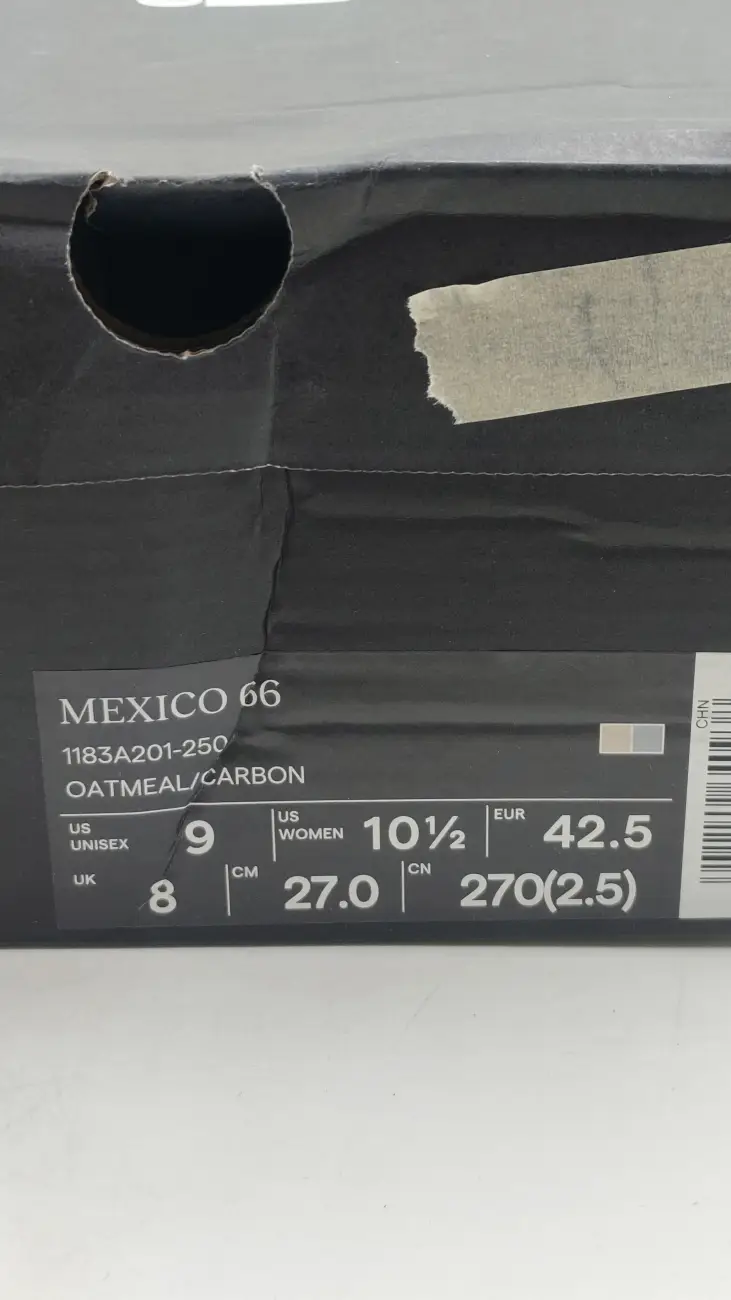 MEXICO 66
1183A201-250
OATMEAL/CARBON
US UNISEX 9 US WOMEN 10½ EUR 42.5
UK 8 CM 27.0 CN 270(2.5)
CHN